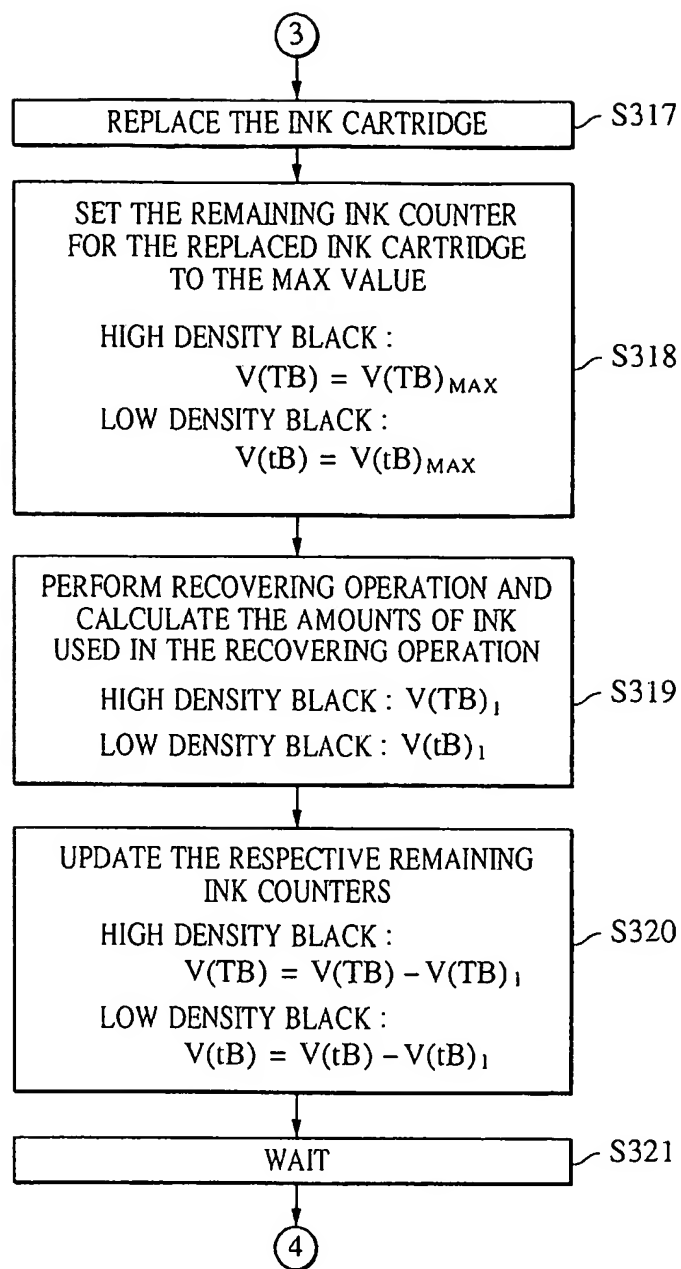 3
REPLACE THE INK CARTRIDGE
S317
SET THE REMAINING INK COUNTER
FOR THE REPLACED INK CARTRIDGE
TO THE MAX VALUE
HIGH DENSITY BLACK :
V(TB) = V(TB)MAX
LOW DENSITY BLACK :
V(tB) = V(tB)MAX
S318
PERFORM RECOVERING OPERATION AND
CALCULATE THE AMOUNTS OF INK
USED IN THE RECOVERING OPERATION
HIGH DENSITY BLACK : V(TB)1
LOW DENSITY BLACK : V(tB)1
S319
UPDATE THE RESPECTIVE REMAINING
INK COUNTERS
HIGH DENSITY BLACK :
V(TB) = V(TB) – V(TB)1
LOW DENSITY BLACK :
V(tB) = V(tB) – V(tB)1
S320
WAIT
S321
4